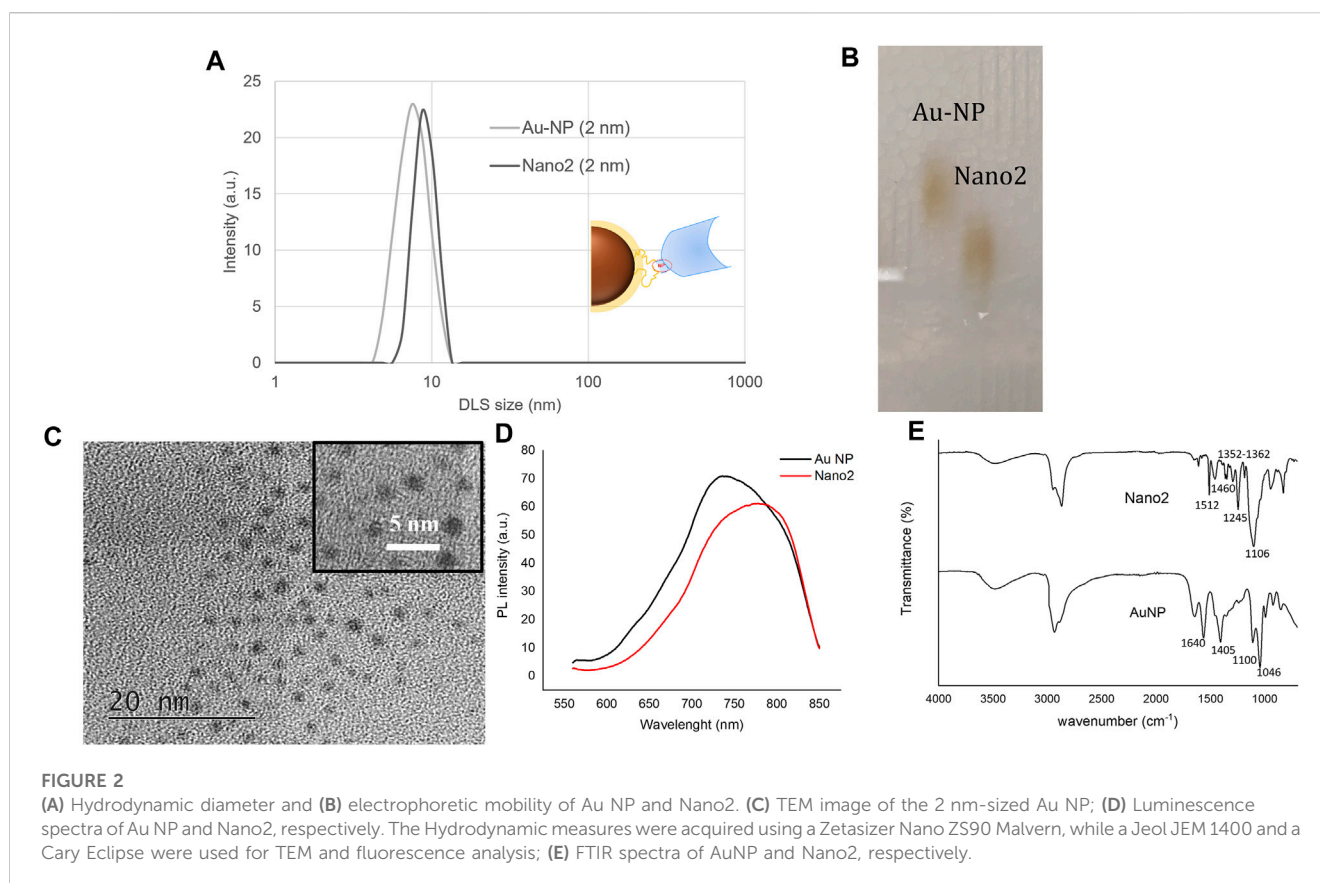 A
25
20
15
10
5
0
Intensity (a.u.)
Au-NP (2 nm)
Nano2 (2 nm)
1
10
100
1000
DLS size (nm)
B
Au-NP
Nano2
C
20 nm
5 nm
D
80
70
60
50
40
30
20
10
0
PL intensity (a.u.)
Au NP
Nano2
550
600
650
700
750
800
850
Wavelenght (nm)
E
Transmittance (%)
1352-1362
Nano2
1460
1512
1245
1106
AuNP
1640
1405
1100
1046
4000
3500
3000
2500
2000
1500
1000
wavenumber (cm⁻¹)
FIGURE 2
(A) Hydrodynamic diameter and (B) electrophoretic mobility of Au NP and Nano2. (C) TEM image of the 2 nm-sized Au NP; (D) Luminescence
spectra of Au NP and Nano2, respectively. The Hydrodynamic measures were acquired using a Zetasizer Nano ZS90 Malvern, while a Jeol JEM 1400 and a
Cary Eclipse were used for TEM and fluorescence analysis; (E) FTIR spectra of AuNP and Nano2, respectively.